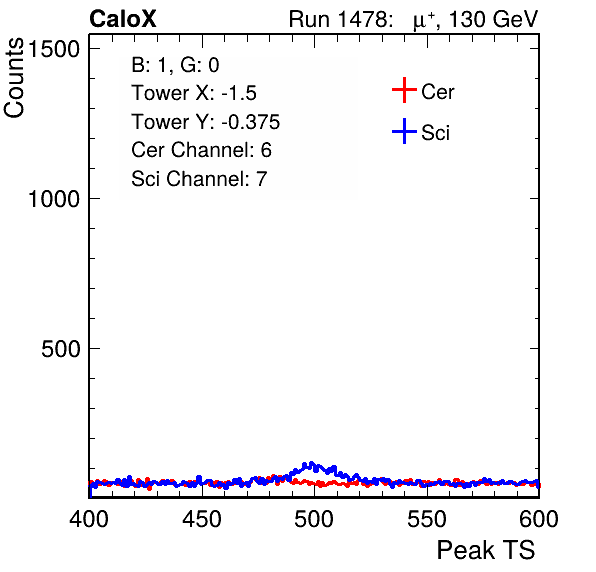 CaloX Run 1478: μ⁺, 130 GeV
Counts
1500
1000
500
B: 1, G: 0
Tower X: -1.5
Tower Y: -0.375
Cer Channel: 6
Sci Channel: 7
Cer
Sci
400 450 500 550 600
Peak TS